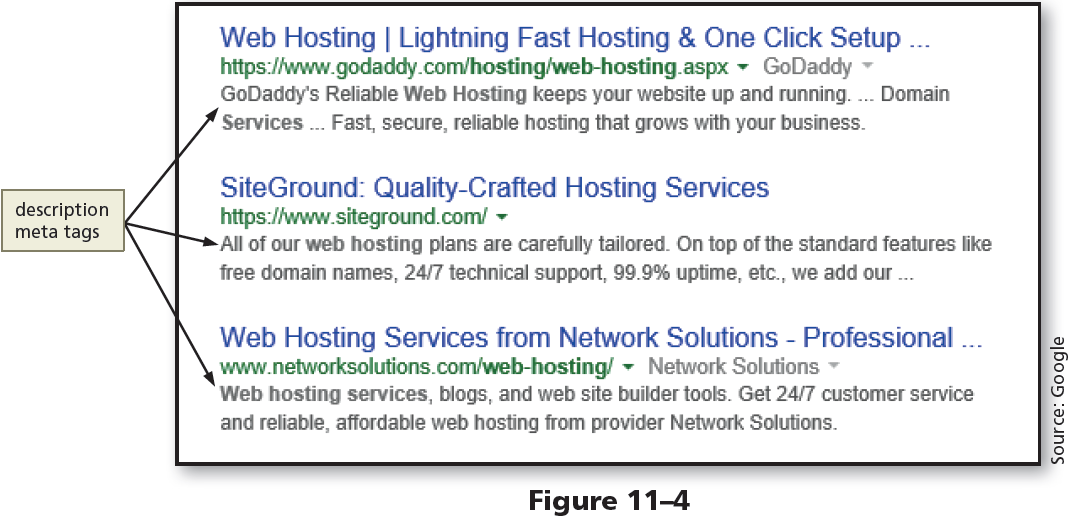 Web Hosting | Lightning Fast Hosting & One Click Setup ...
https://www.godaddy.com/hosting/web-hosting.aspx GoDaddy
GoDaddy's Reliable Web Hosting keeps your website up and running. ... Domain
Services ... Fast, secure, reliable hosting that grows with your business.
description
meta tags
SiteGround: Quality-Crafted Hosting Services
https://www.siteground.com/
All of our web hosting plans are carefully tailored. On top of the standard features like
free domain names, 24/7 technical support, 99.9% uptime, etc., we add our ...
Web Hosting Services from Network Solutions - Professional ...
www.networksolutions.com/web-hosting/ Network Solutions
Web hosting services, blogs, and web site builder tools. Get 24/7 customer service
and reliable, affordable web hosting from provider Network Solutions.
Source: Google
Figure 11–4